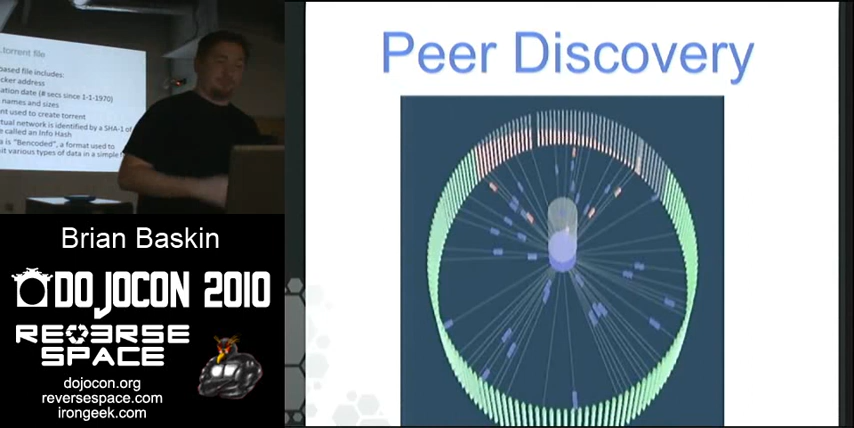 .torrent file
based file includes:
cker address
ation date (# secs since 1-1-1970)
names and sizes
nt used to create torrent
tual network is identified by a SHA-1 of
e called an Info Hash
a is "Bencoded", a format used to
it various types of data in a simple f
Peer Discovery
Brian Baskin
DOJOCON 2010
REVERSE
SPACE
dojocon.org
reversespace.com
irongeek.com